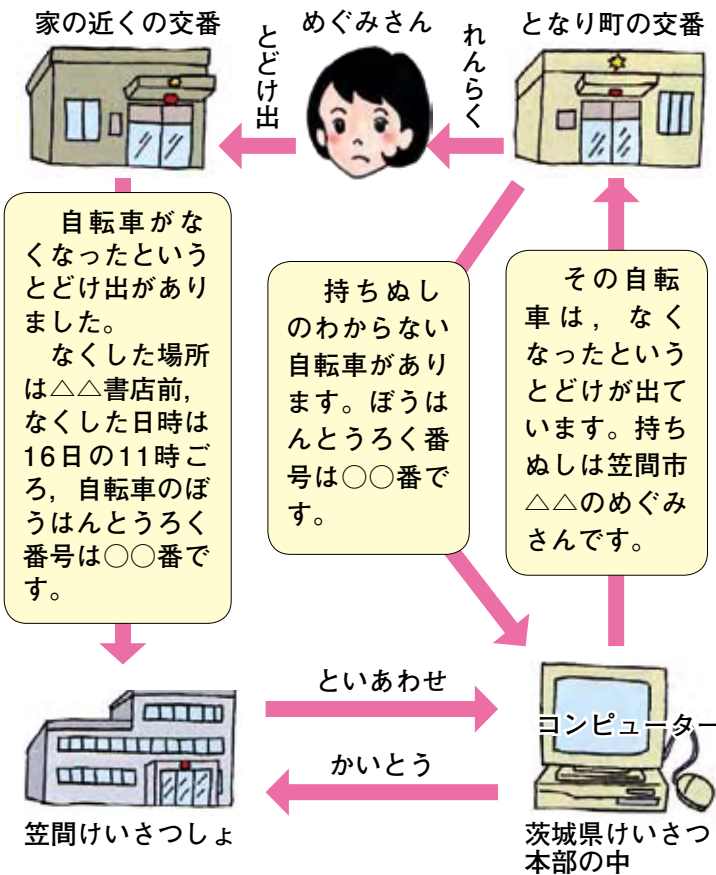 家の近くの交番
とどけ出
めぐみさん
れんらく
となり町の交番
自転車がな
くなったという
とどけ出があり
ました。
なくした場所
は△△書店前,
なくした日時は
16日の11時ご
ろ, 自転車のぼ
うはんとうろく
番号は○○番で
す。
持ちぬし
のわからない
自転車があり
ます。ぼうは
んとうろく番
号は○○番で
す。
その自転
車は, なく
なったという
とどけが出て
います。持ち
ぬしは笠間市
△△のめぐみ
さんです。
といあわせ
かいとう
コンピューター
笠間けいさつしょ
茨城県けいさつ
本部の中